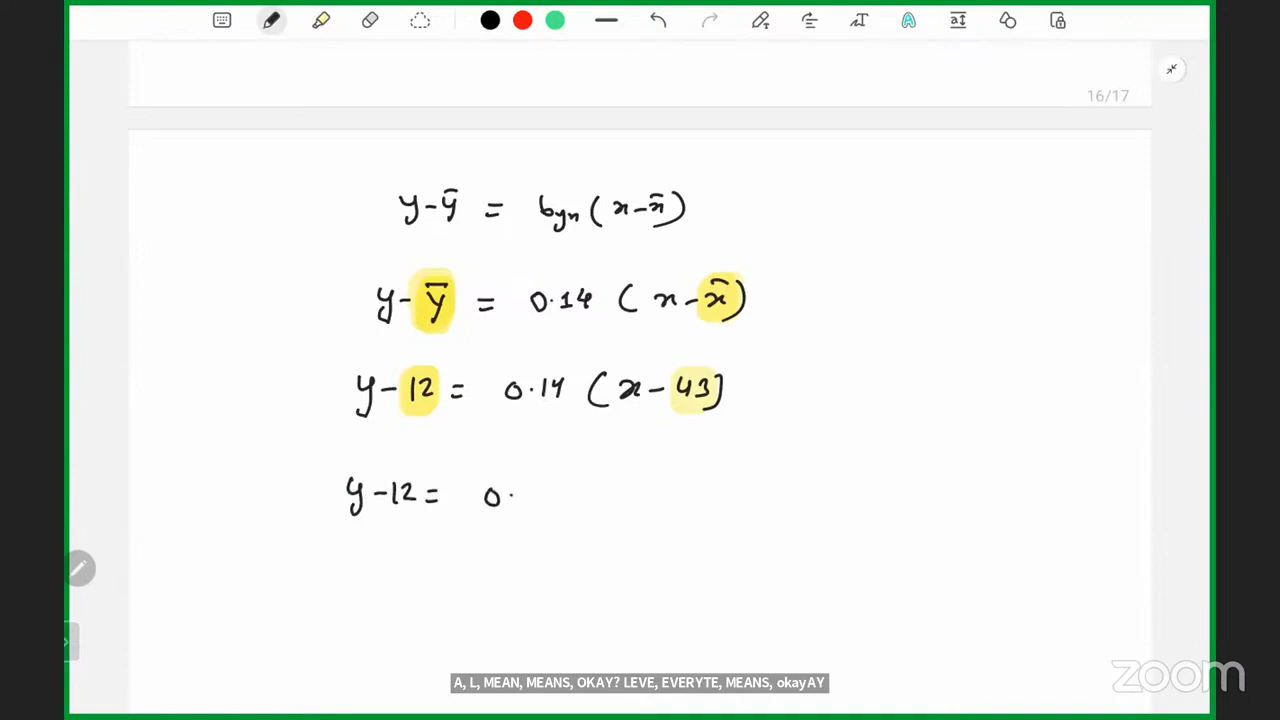 16/17
y-ȳ = byx(x-x̄)
y-ȳ = 0.14 (x-x̄)
y-12 = 0.14 (x-43)
y-12 = 0.
A, L, MEAN, MEANS, OKAY? LEVE, EVERYTE, MEANS, okayAY
zoom